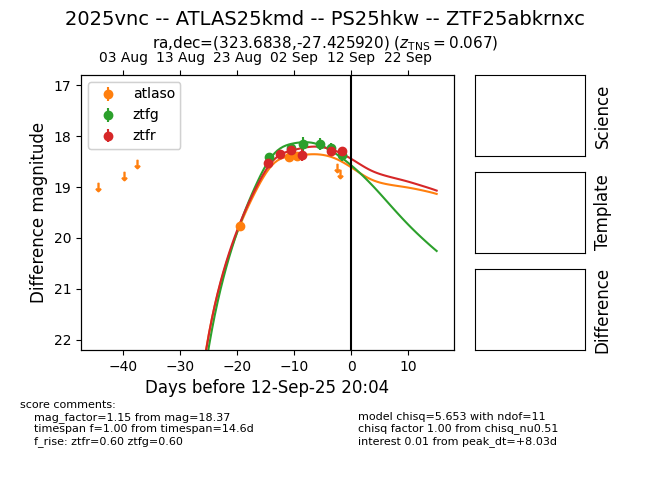 2025vnc -- ATLAS25kmd -- PS25hkw -- ZTF25abkrnxc
ra,dec=(323.6838,-27.425920) (z_TNS = 0.067)
03 Aug 13 Aug 23 Aug 02 Sep 12 Sep 22 Sep
atlaso
ztfg
ztfr
17
18
19
20
21
22
Difference magnitude
−40 −30 −20 −10 0 10
Days before 12-Sep-25 20:04
Science
Template
Difference
score comments:
mag_factor=1.15 from mag=18.37
timespan f=1.00 from timespan=14.6d
f_rise: ztfr=0.60 ztfg=0.60
model chisq=5.653 with ndof=11
chisq factor 1.00 from chisq_nu0.51
interest 0.01 from peak_dt=+8.03d